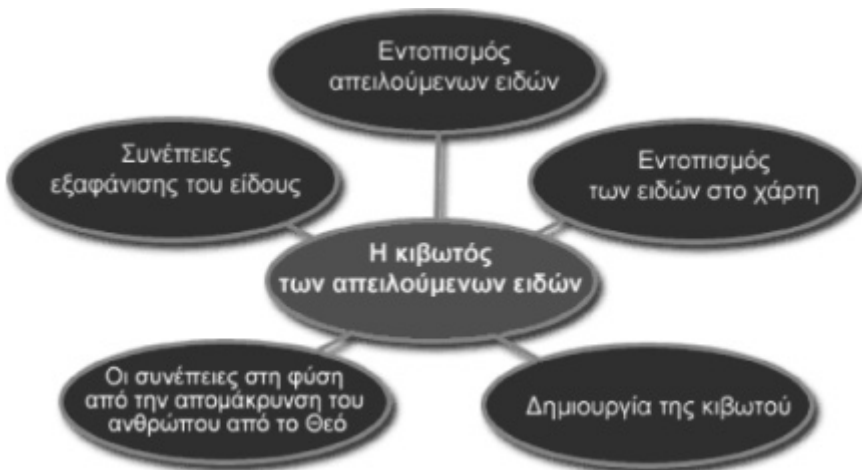 Εντοπισμός
απειλούμενων ειδών
Συνέπειες
εξαφάνισης του είδους
Εντοπισμός
των ειδών στο χάρτη
Η κιβωτός
των απειλούμενων ειδών
Οι συνέπειες στη φύση
από την απομάκρυνση του
ανθρώπου από το Θεό
Δημιουργία της κιβωτού